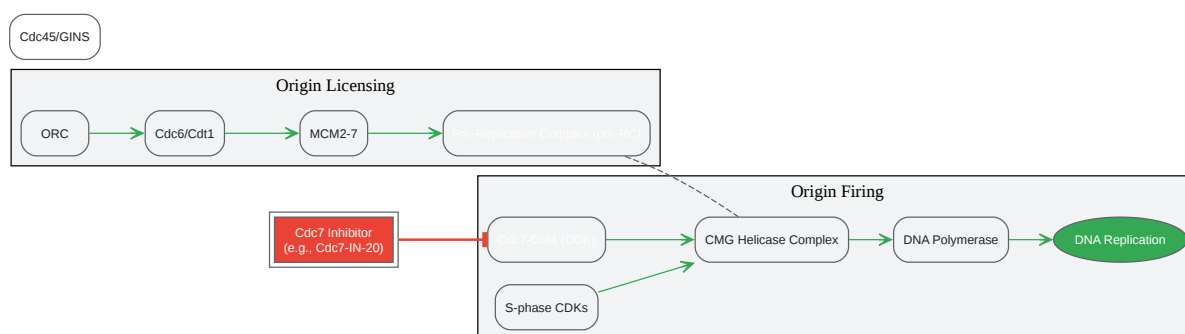 Cdc45/GINS
Origin Licensing
ORC
Cdc6/Cdt1
MCM2-7
Pre-Replicative Complex (pre-RC)
Origin Firing
Cdc7 Inhibitor
(e.g., Cdc7-IN-20)
Cdc7-Dbf4 (DDK)
CMG Helicase Complex
DNA Polymerase
DNA Replication
S-phase CDKs